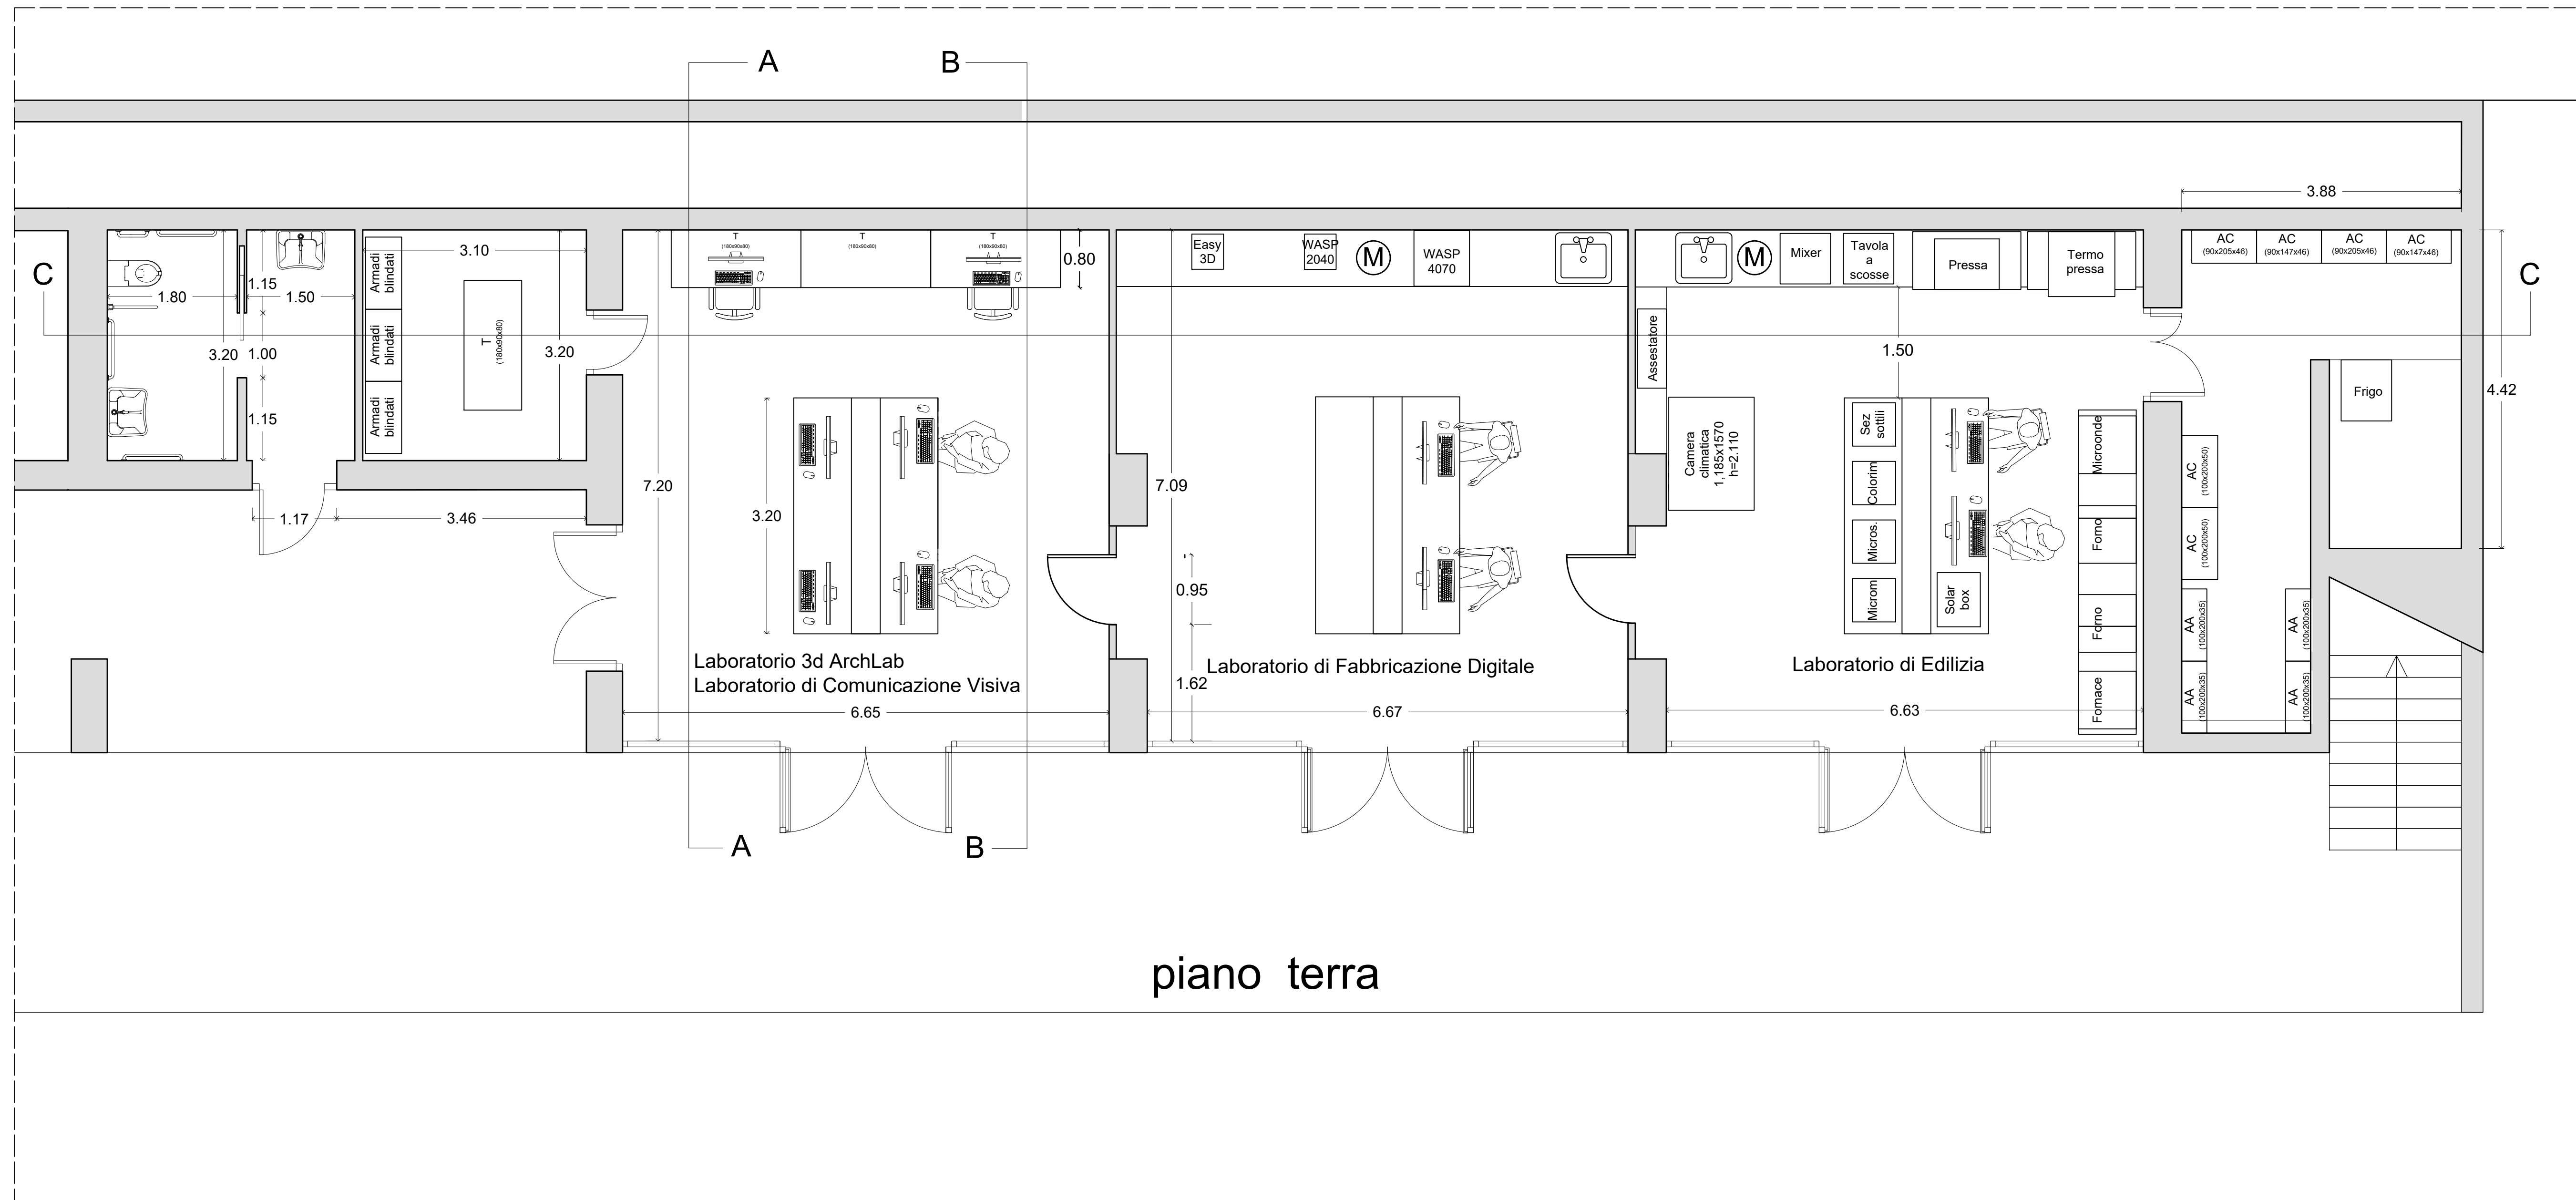 A
B
3.88
C
1.80
1.15
1.50
3.20
1.00
1.15
Armadi
blindati
Armadi
blindati
Armadi
blindati
3.10
T
(180x90x80)
3.20
1.17
3.46
T
(180x90x80)
T
(180x90x80)
T
(180x90x80)
0.80
7.20
3.20
Laboratorio 3d ArchLab
Laboratorio di Comunicazione Visiva
6.65
Easy
3D
WASP
2040
M
WASP
4070
7.09
0.95
1.62
Laboratorio di Fabbricazione Digitale
6.67
M
Mixer
Tavola
a
scosse
Pressa
Termo
pressa
Assestatore
1.50
Camera
climatica
1,185x1570
h=2.110
Sez
sottili
Colorim
Micros.
Microm
Solar
box
Microonde
Forno
Forno
Fornace
Laboratorio di Edilizia
6.63
AC
(90x205x46)
AC
(90x147x46)
AC
(90x205x46)
AC
(90x147x46)
C
Frigo
4.42
AC
(100x200x50)
AC
(100x200x50)
AA
(100x200x35)
AA
(100x200x35)
AA
(100x200x35)
AA
(100x200x35)
A
B
piano terra